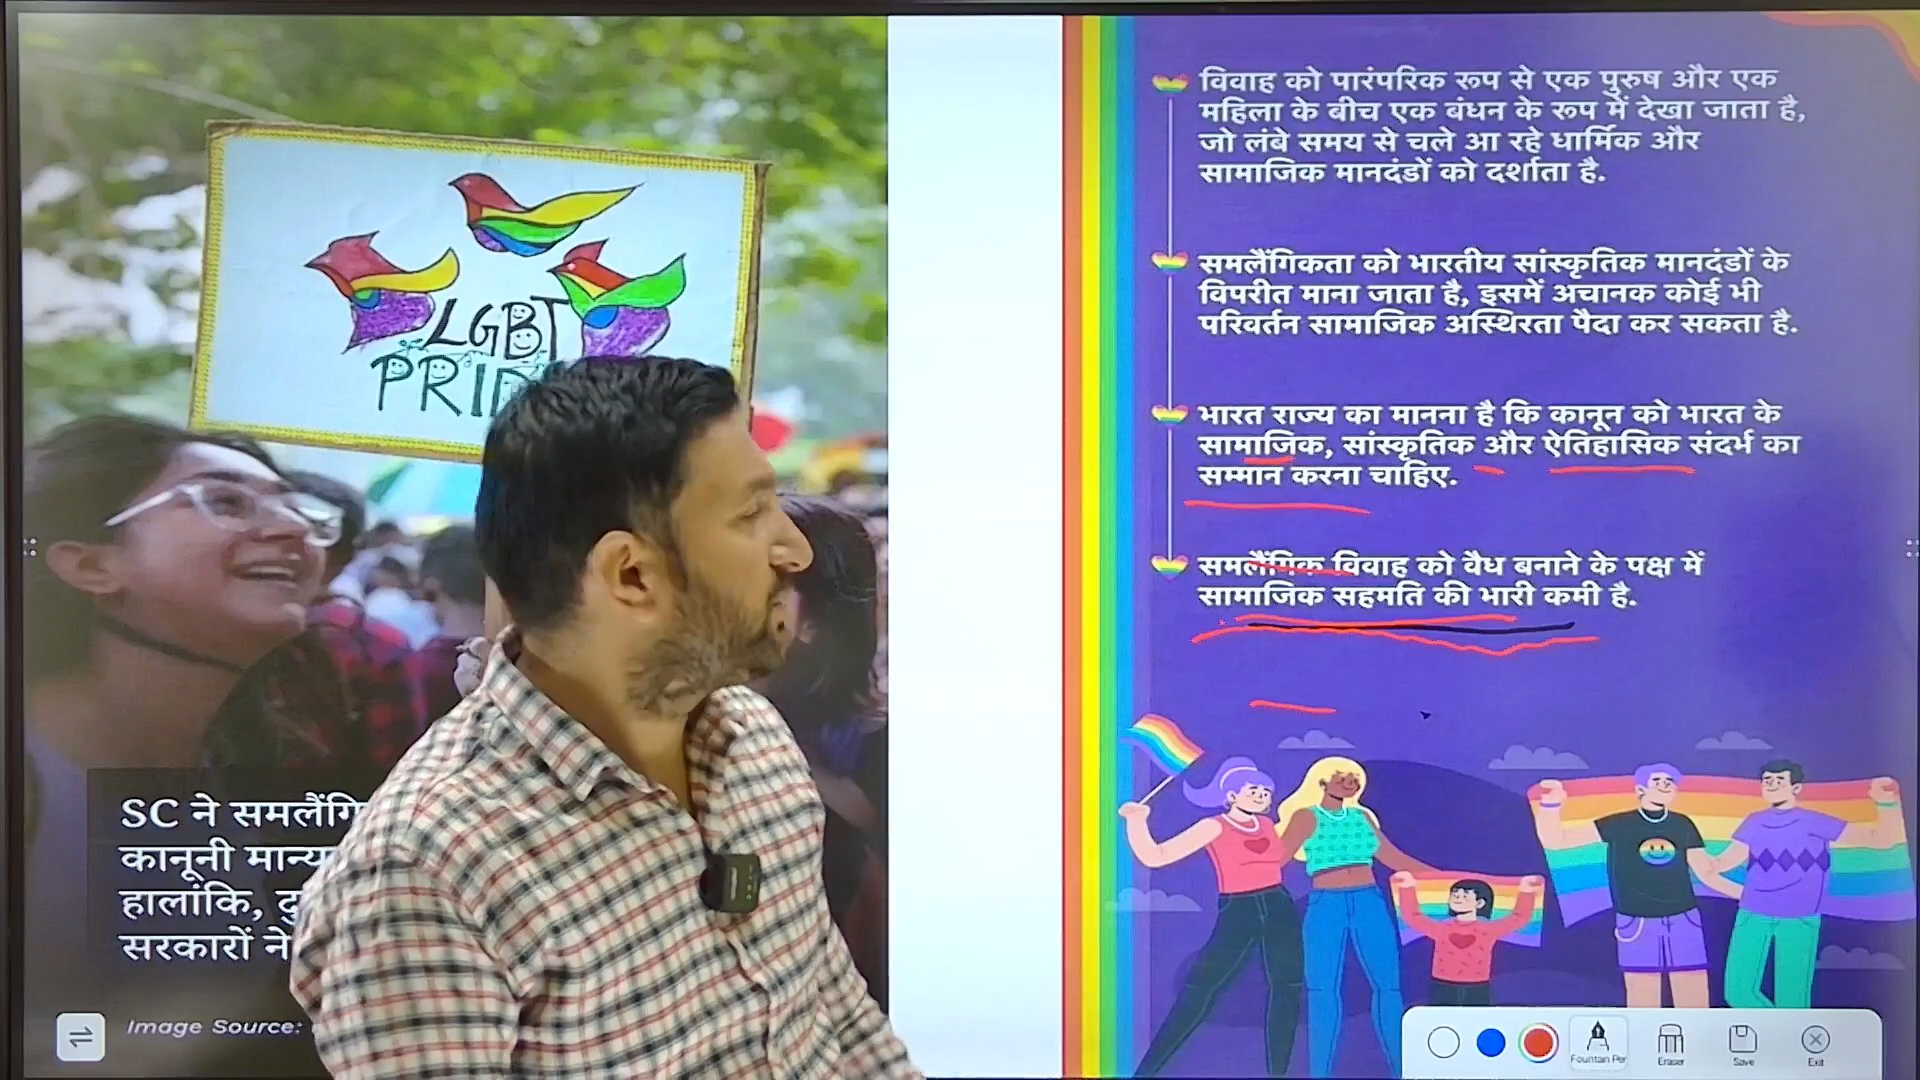 LGBT
PRID
SC ने समलैंगि
कानूनी मान्य
हालांकि, दु
सरकारों ने
Image Source:
विवाह को पारंपरिक रूप से एक पुरुष और एक
महिला के बीच एक बंधन के रूप में देखा जाता है,
जो लंबे समय से चले आ रहे धार्मिक और
सामाजिक मानदंडों को दर्शाता है.
समलैंगिकता को भारतीय सांस्कृतिक मानदंडों के
विपरीत माना जाता है, इसमें अचानक कोई भी
परिवर्तन सामाजिक अस्थिरता पैदा कर सकता है.
भारत राज्य का मानना है कि कानून को भारत के
सामाजिक, सांस्कृतिक और ऐतिहासिक संदर्भ का
सम्मान करना चाहिए.
समलैंगिक विवाह को वैध बनाने के पक्ष में
सामाजिक सहमति की भारी कमी है.
Fountain Pen Eraser Save Exit